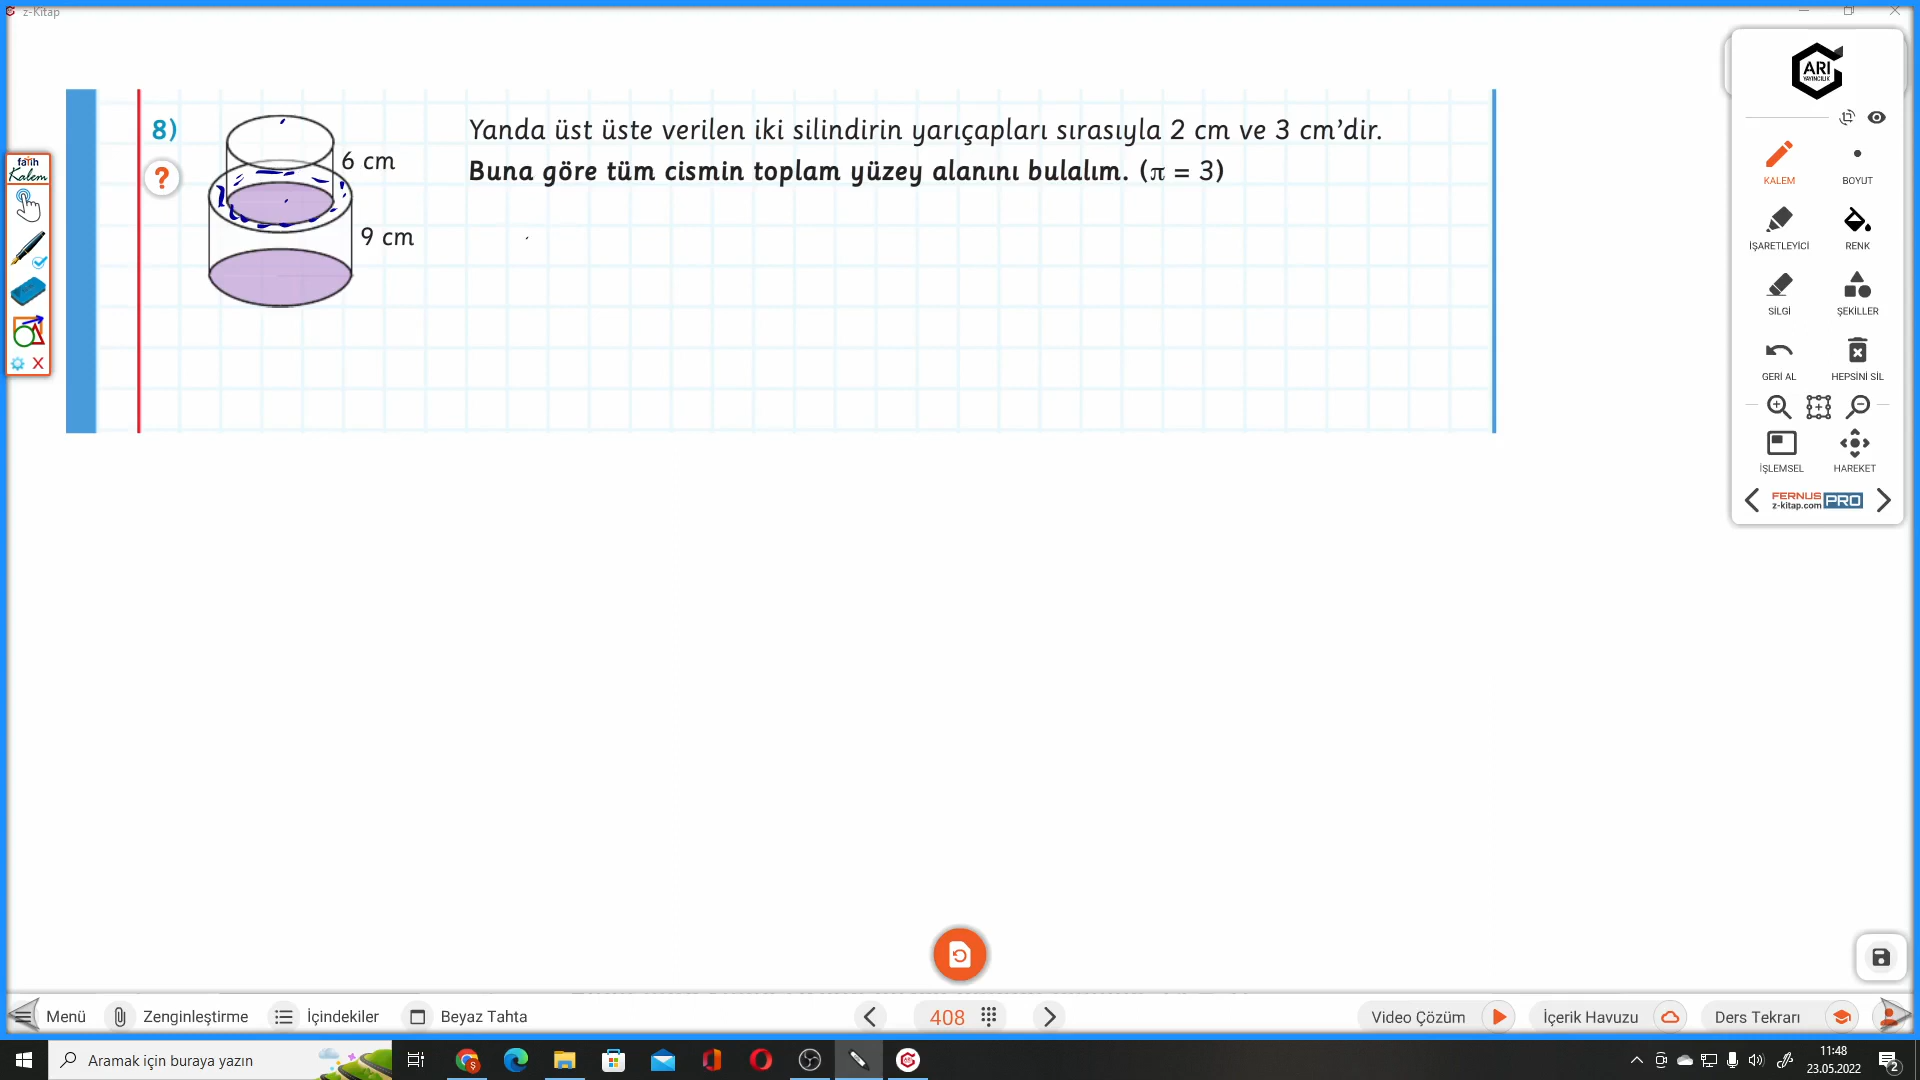 z-Kitap
8)
Yanda üst üste verilen iki silindirin yarıçapları sırasıyla 2 cm ve 3 cm’dir.
Buna göre tüm cismin toplam yüzey alanını bulalım. (π = 3)
?
6 cm
9 cm
fatih
Kalem
X
ARI
YAYINCILIK
KALEM
BOYUT
İŞARETLEYİCİ
RENK
SİLGİ
ŞEKİLLER
GERİ AL
HEPSİNİ SİL
İŞLEMSEL
HAREKET
FERNUS
z-kitap.com PRO
Menü
Zenginleştirme
İçindekiler
Beyaz Tahta
408
Video Çözüm
İçerik Havuzu
Ders Tekrarı
Aramak için buraya yazın
11:48
23.05.2022
2